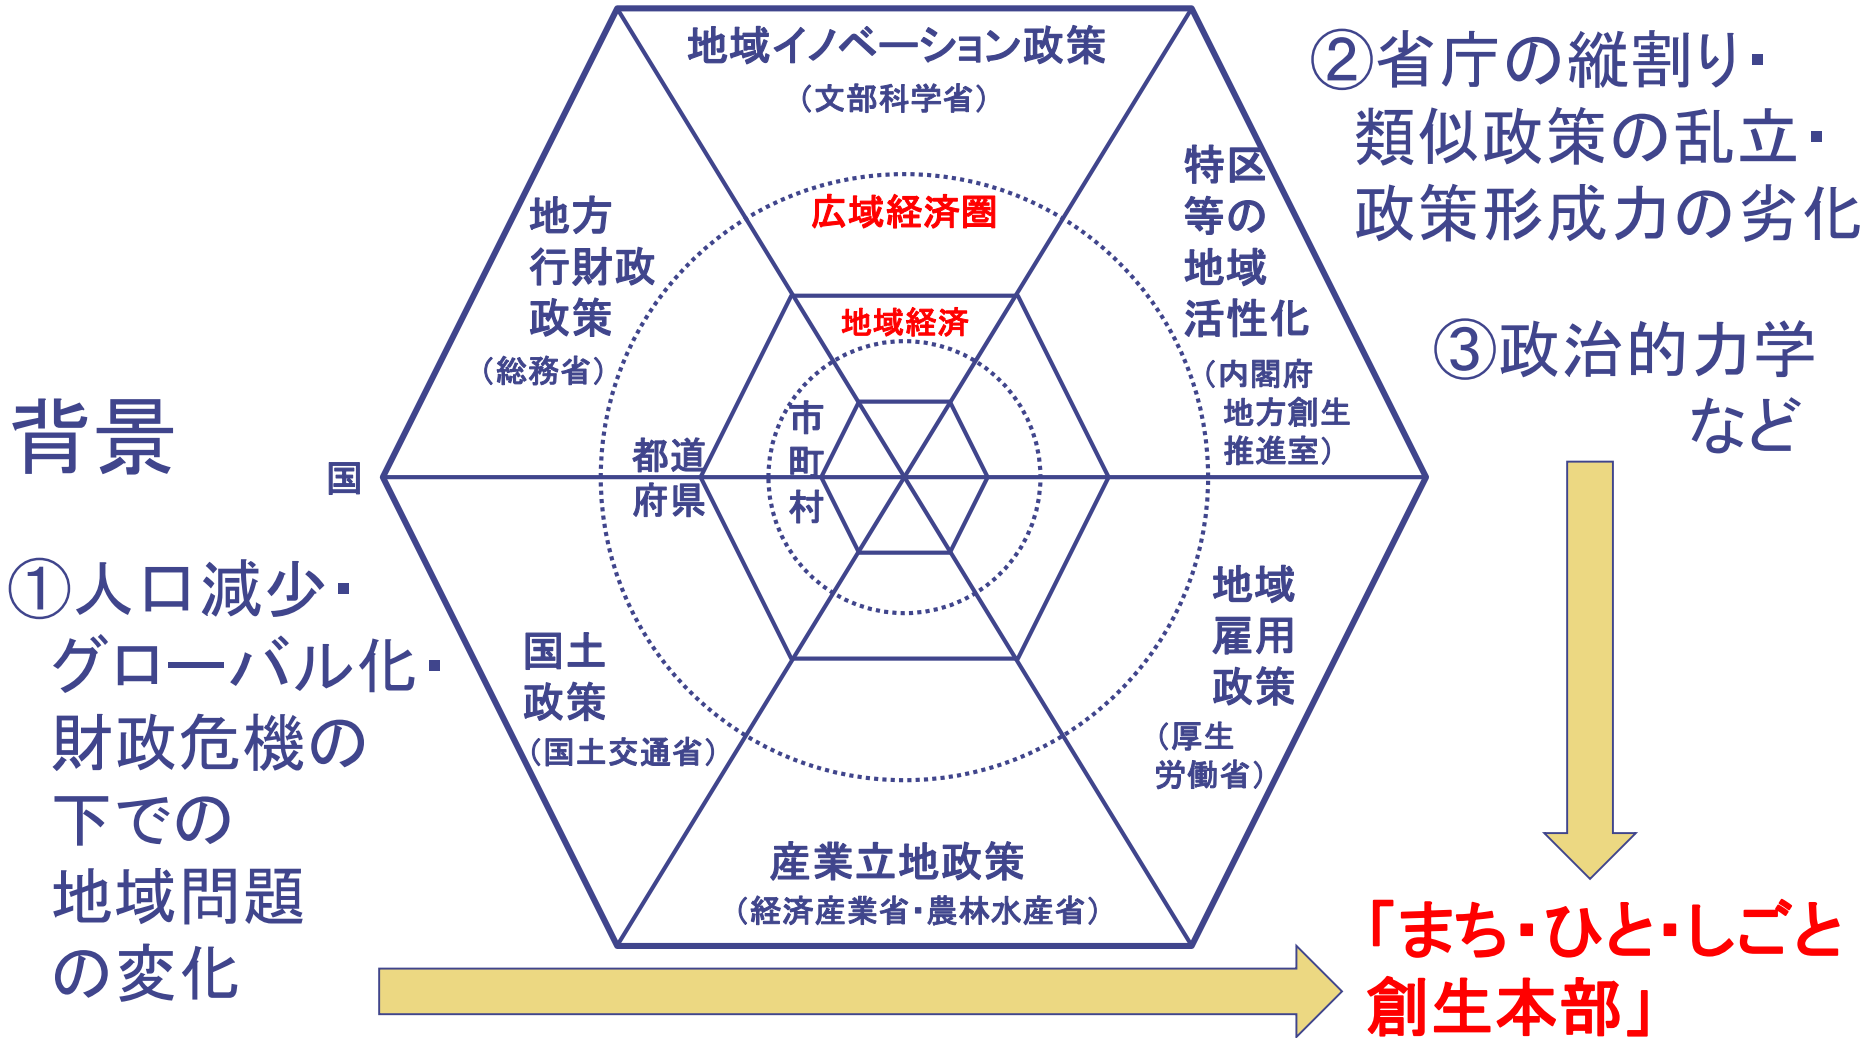 地域イノベーション政策
（文部科学省）
②省庁の縦割り・
類似政策の乱立・
政策形成力の劣化
特区
等の
地域
活性化
（内閣府
地方創生
推進室）
地方
行財政
政策
（総務省）
広域経済圏
地域経済
③政治的力学
など
背景
国
都道
府県
市
町
村
①人口減少・
グローバル化・
財政危機の
下での
地域問題
の変化
国土
政策
（国土交通省）
地域
雇用
政策
（厚生
労働省）
産業立地政策
（経済産業省・農林水産省）
「まち・ひと・しごと
創生本部」